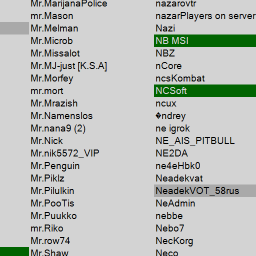 Mr.MarijanaPolice
Mr.Mason
Mr.Melman
Mr.Microb
Mr.Missalot
Mr.MJ-just [K.S.A]
Mr.Morfey
mr.mort
Mr.Mrazish
Mr.Namenslos
Mr.nana9 (2)
Mr.Nick
Mr.nik5572_VIP
Mr.Penguin
Mr.Piklz
Mr.Pilulkin
Mr.PooTis
Mr.Puukko
mr.Riko
Mr.row74
Mr.Shaw
nazarovtr
nazarPlayers on server
Nazi
NB MSI
NBZ
nCore
ncsKombat
NCSoft
ncux
�ndrey
ne igrok
NE_AIS_PITBULL
NE2DA
ne4eHbk0
Neadekvat
NeadekVOT_58rus
NeAdmin
nebbe
Nebo7
NecKorg
Neco